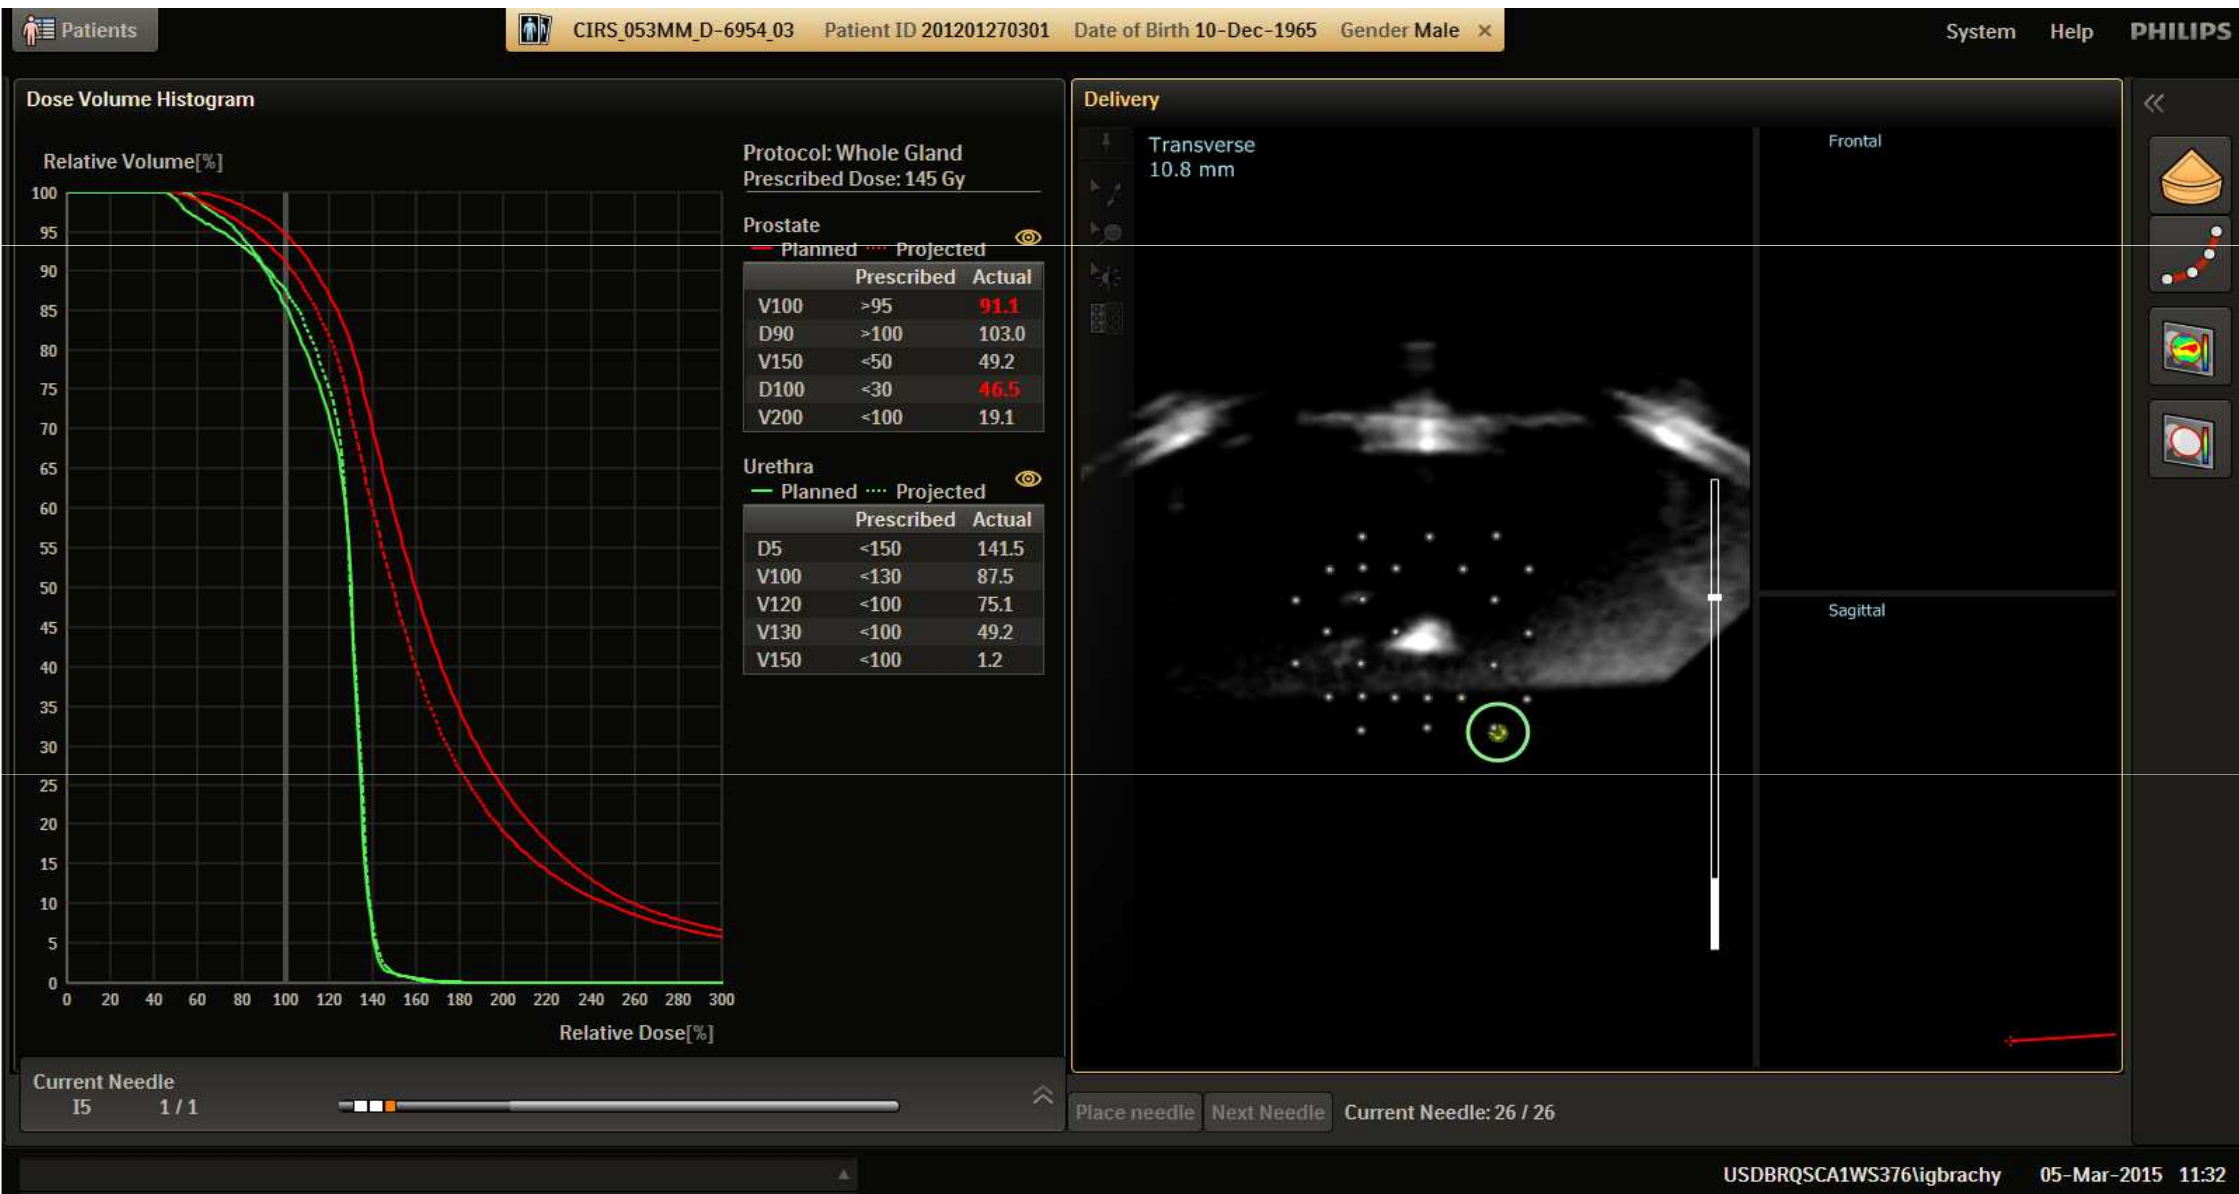 Patients
CIRS_053MM_D-6954_03 Patient ID 201201270301 Date of Birth 10-Dec-1965 Gender Male ×
System Help PHILIPS
Dose Volume Histogram
Relative Volume[%]
100
95
90
85
80
75
70
65
60
55
50
45
40
35
30
25
20
15
10
5
0
0 20 40 60 80 100 120 140 160 180 200 220 240 260 280 300
Relative Dose[%]
Protocol: Whole Gland
Prescribed Dose: 145 Gy
Prostate
Planned Projected
Prescribed Actual
V100 >95 91.1
D90 >100 103.0
V150 <50 49.2
D100 <30 46.5
V200 <100 19.1
Urethra
Planned Projected
Prescribed Actual
D5 <150 141.5
V100 <130 87.5
V120 <100 75.1
V130 <100 49.2
V150 <100 1.2
Current Needle
I5 1 / 1
Delivery
Transverse
10.8 mm
Frontal
Sagittal
Place needle Next Needle Current Needle: 26 / 26
USDBRQSCA1WS376\igbrachy 05-Mar-2015 11:32